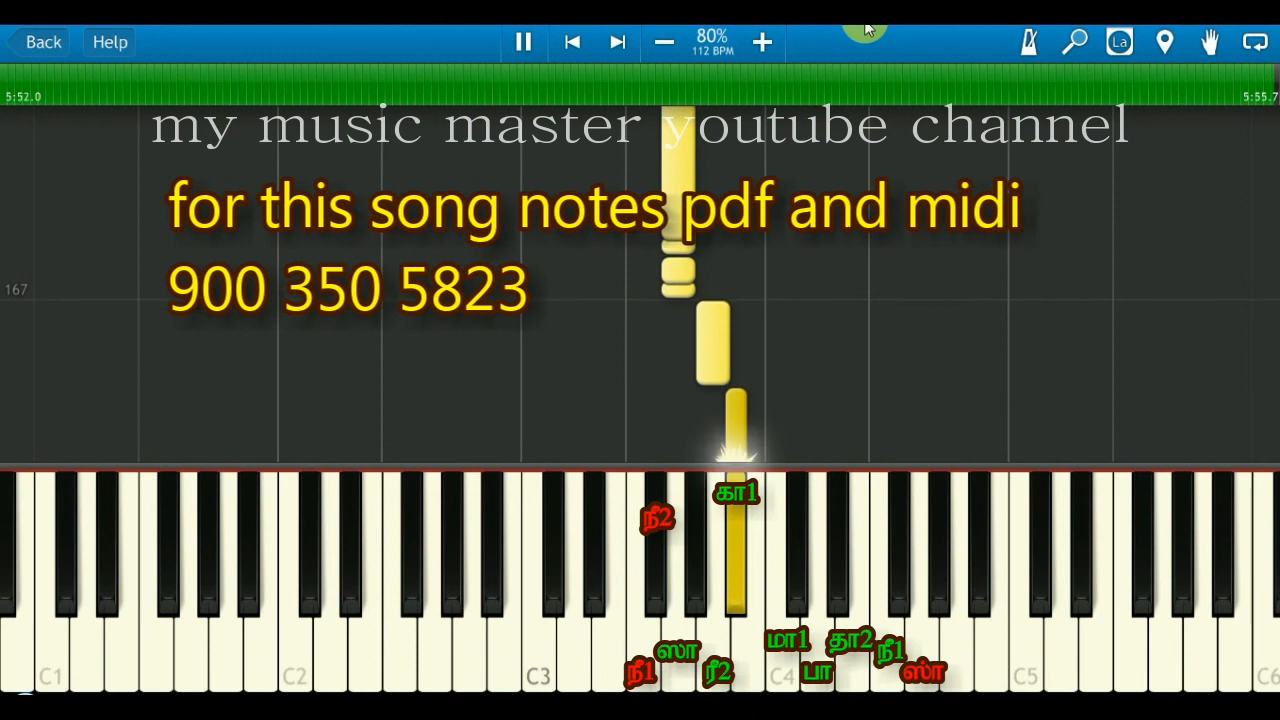 Back Help 80% La
112 BPM
5:52.0 5:55.7
my music master youtube channel
for this song notes pdf and midi
167
900 350 5823
கா1
நீ2
மா1 தா2 நீ1
ஸா
நீ1 ரீ2 பா ஸ்ா
C1 C2 C3 C4 C5 C6